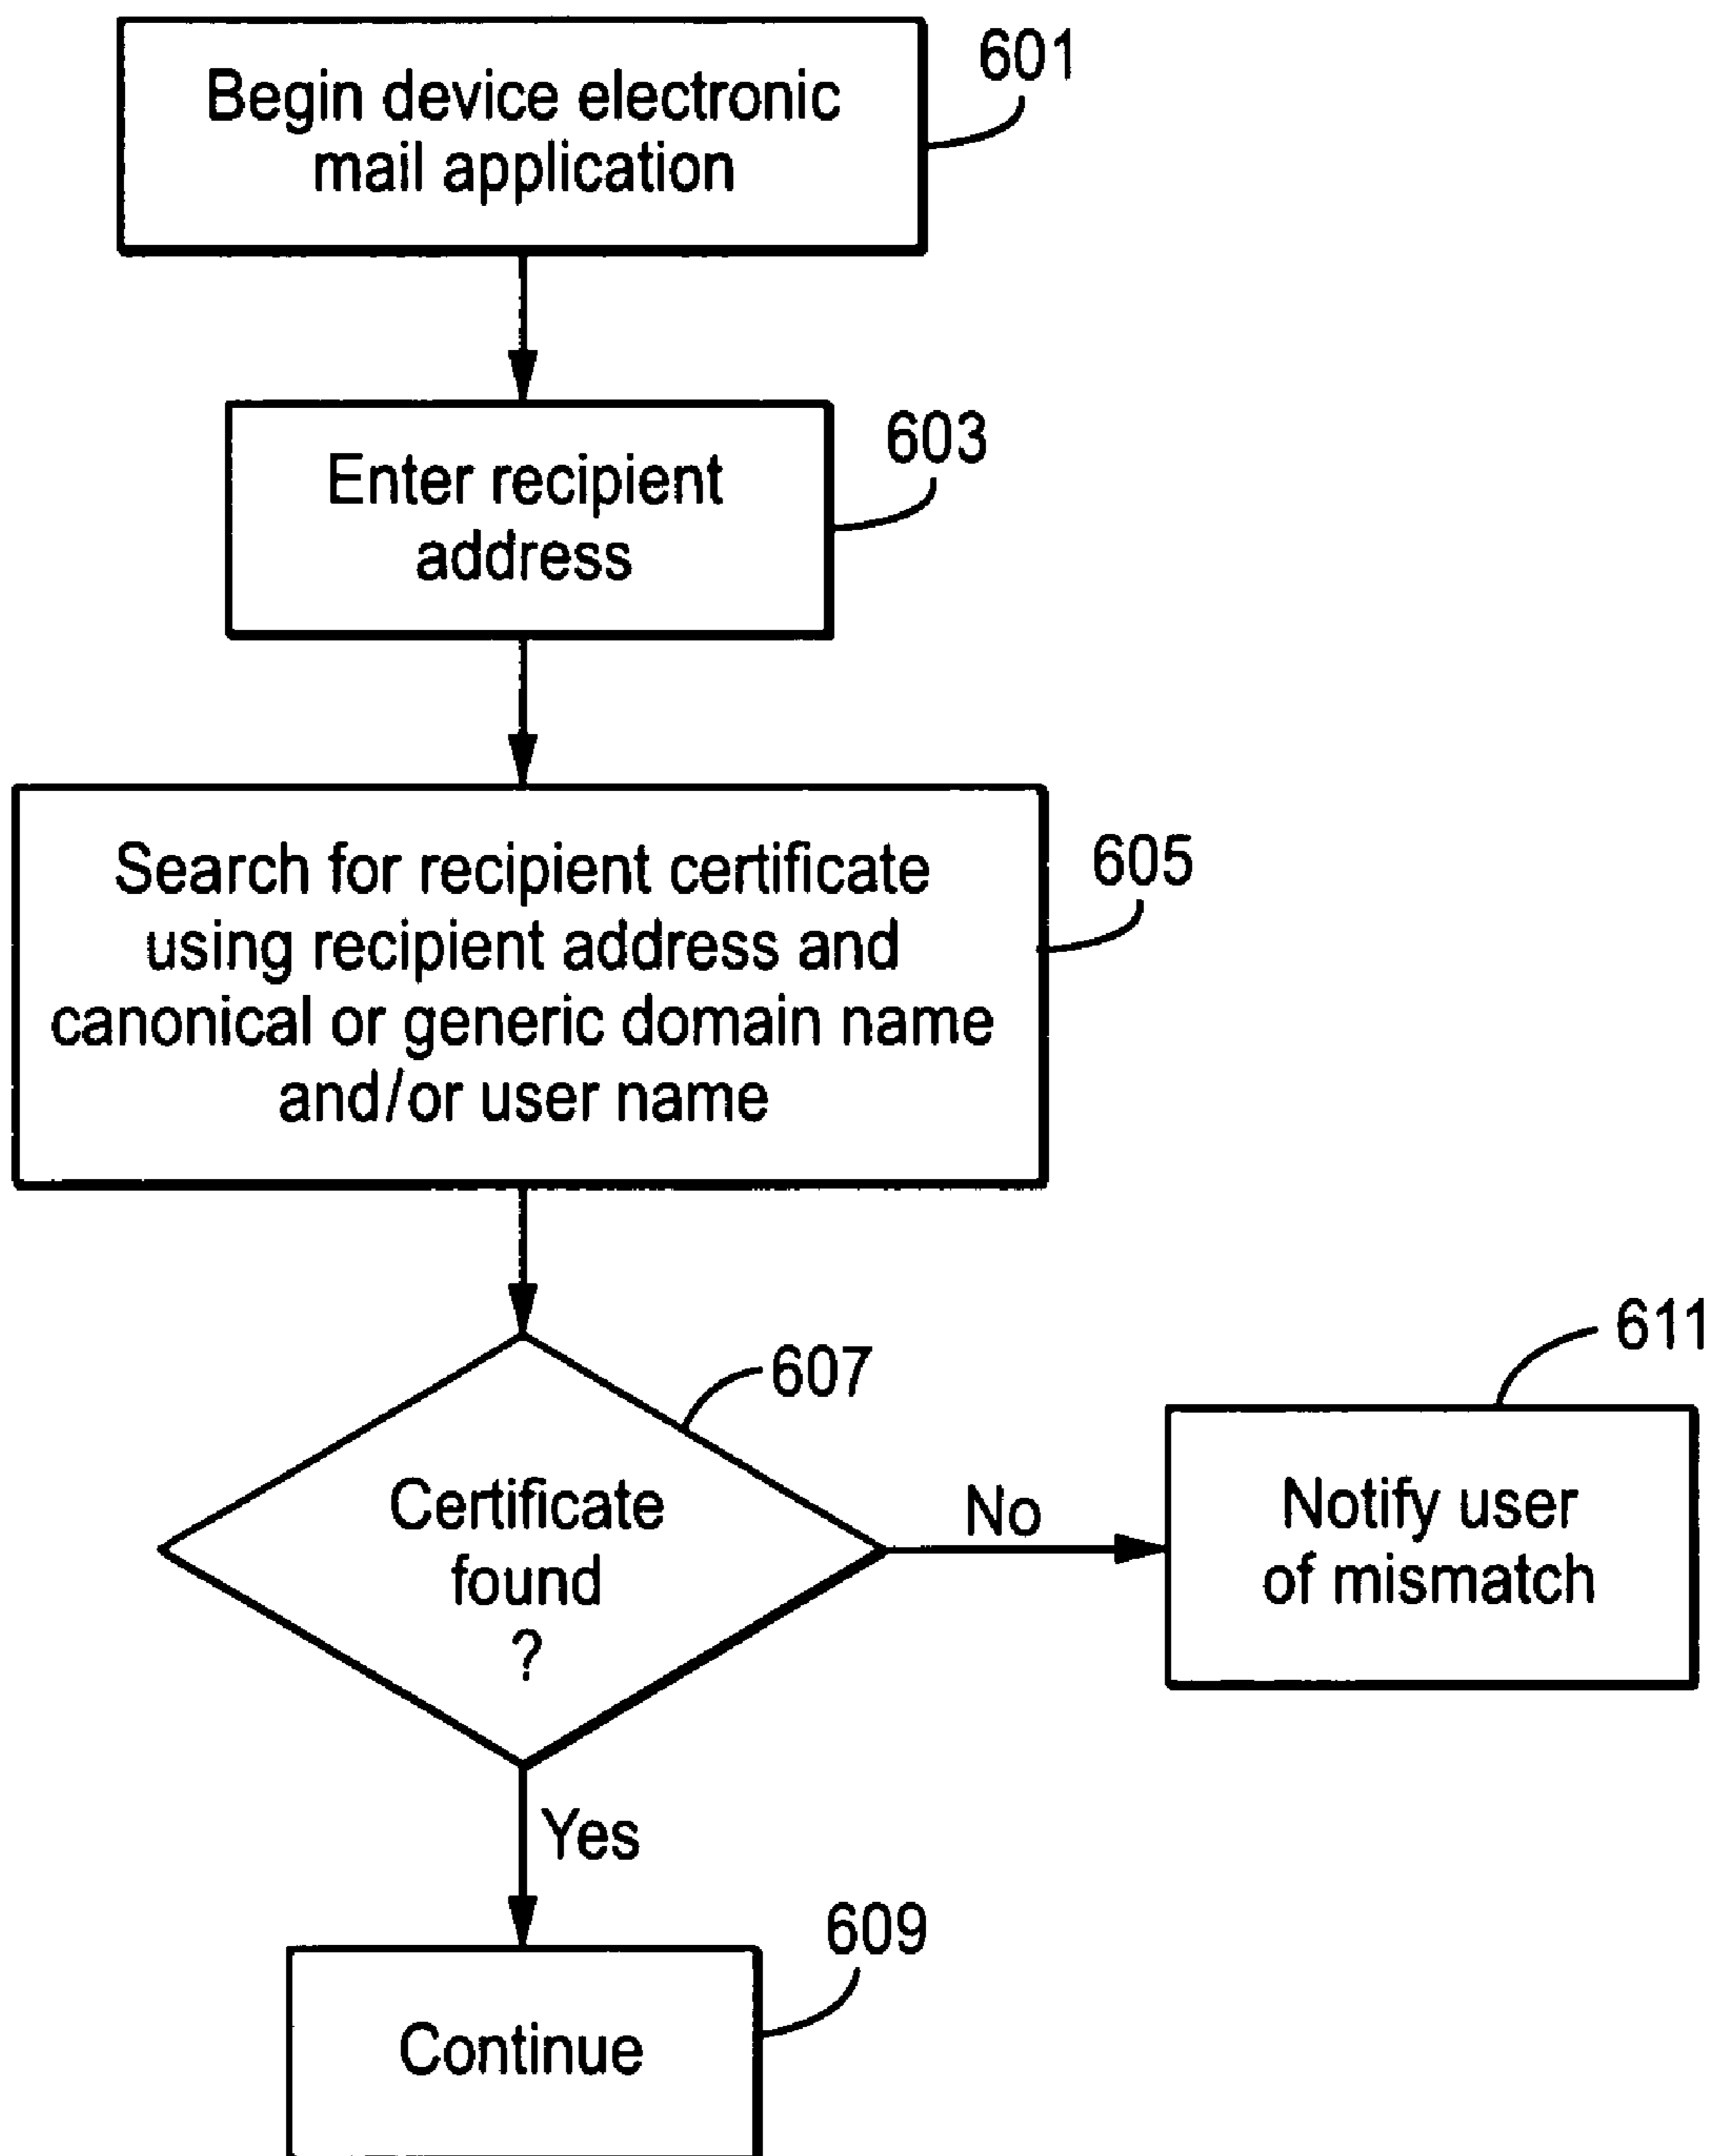 Begin device electronic
mail application
601
Enter recipient
address
603
Search for recipient certificate
using recipient address and
canonical or generic domain name
and/or user name
605
607
Certificate
found
?
No
611
Notify user
of mismatch
Yes
609
Continue